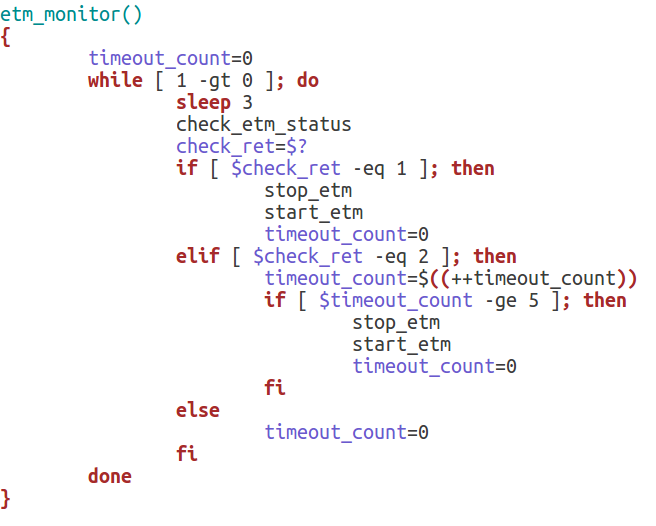 etm_monitor()
{
        timeout_count=0
        while [ 1 -gt 0 ]; do
                sleep 3
                check_etm_status
                check_ret=$?
                if [ $check_ret -eq 1 ]; then
                        stop_etm
                        start_etm
                        timeout_count=0
                elif [ $check_ret -eq 2 ]; then
                        timeout_count=$((++timeout_count))
                        if [ $timeout_count -ge 5 ]; then
                                stop_etm
                                start_etm
                                timeout_count=0
                        fi
                else
                        timeout_count=0
                fi
        done
}